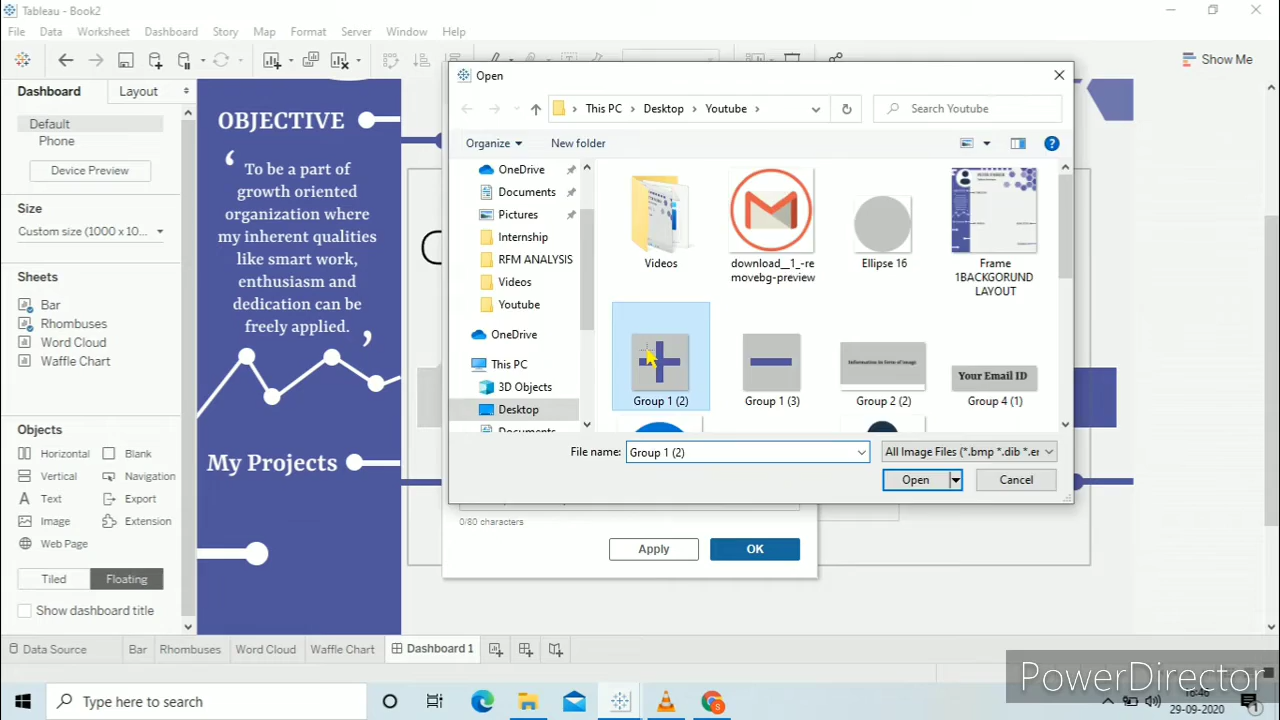 Tableau - Book2
File Data Worksheet Dashboard Story Map Format Server Window Help
Show Me
Dashboard Layout
Default
Phone
Device Preview
Size
Custom size (1000 x 10...
Sheets
Bar
Rhombuses
Word Cloud
Waffle Chart
Objects
Horizontal Blank
Vertical Navigation
Text Export
Image Extension
Web Page
Tiled Floating
Show dashboard title
OBJECTIVE
‘ To be a part of
growth oriented
organization where
my inherent qualities
like smart work,
enthusiasm and
dedication can be
freely applied. ’
My Projects
Open
This PC > Desktop > Youtube >
Search Youtube
Organize New folder
OneDrive
Documents
Pictures
Internship
RFM ANALYSIS
Videos
Youtube
OneDrive
This PC
3D Objects
Desktop
Documents
Videos
download__1_-re
movebg-preview
Ellipse 16
Frame
1BACKGORUND
LAYOUT
Information in form of image
Your Email ID
Group 1 (2)
Group 1 (3)
Group 2 (2)
Group 4 (1)
File name: Group 1 (2)
All Image Files (*.bmp *.dib *.er
Open Cancel
0/80 characters
Apply OK
Data Source Bar Rhombuses Word Cloud Waffle Chart Dashboard 1
PowerDirector
Type here to search
29-09-2020